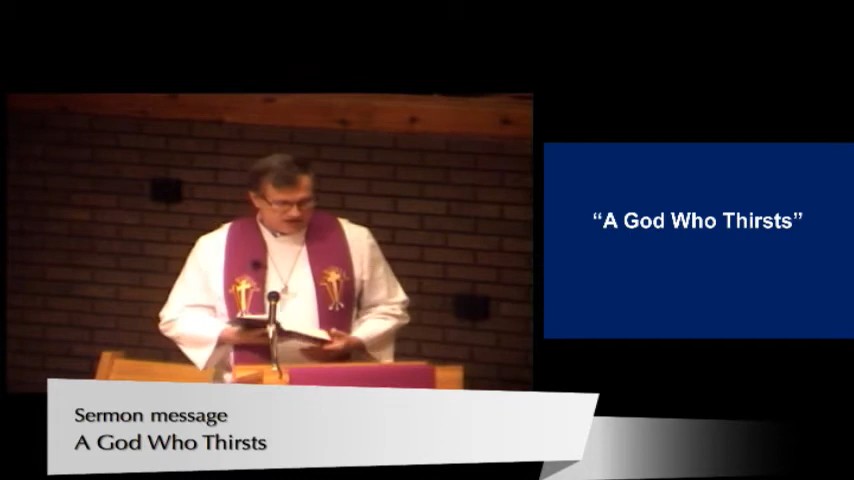 “A God Who Thirsts”
Sermon message
A God Who Thirsts